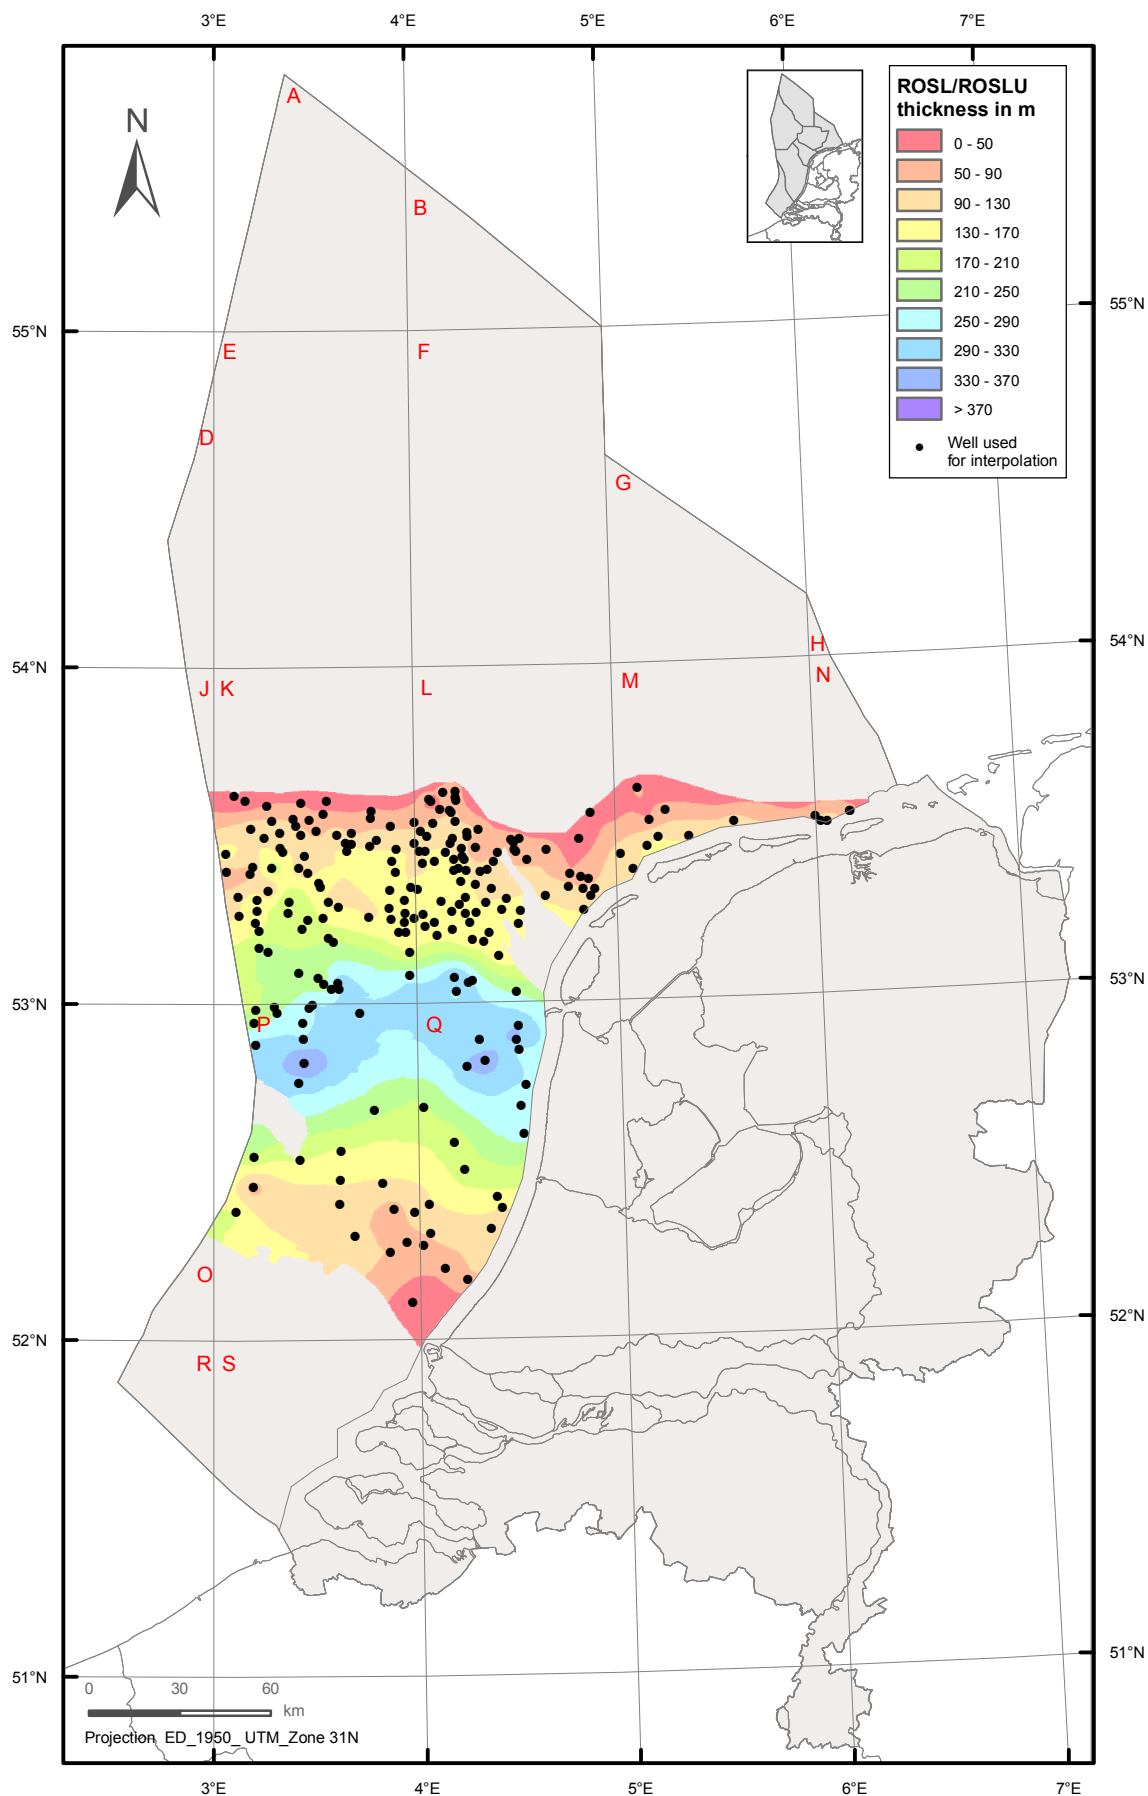 3°E 4°E 5°E 6°E 7°E
N
A
B
ROSL/ROSLU
thickness in m
0 - 50
50 - 90
90 - 130
130 - 170
170 - 210
210 - 250
250 - 290
290 - 330
330 - 370
> 370
Well used
for interpolation
55°N 55°N
E F
D
G
54°N 54°N
H
J K L M N
53°N 53°N
P Q
O
52°N 52°N
R S
51°N 51°N
0 30 60
km
Projection ED_1950_UTM_Zone 31N
3°E 4°E 5°E 6°E 7°E